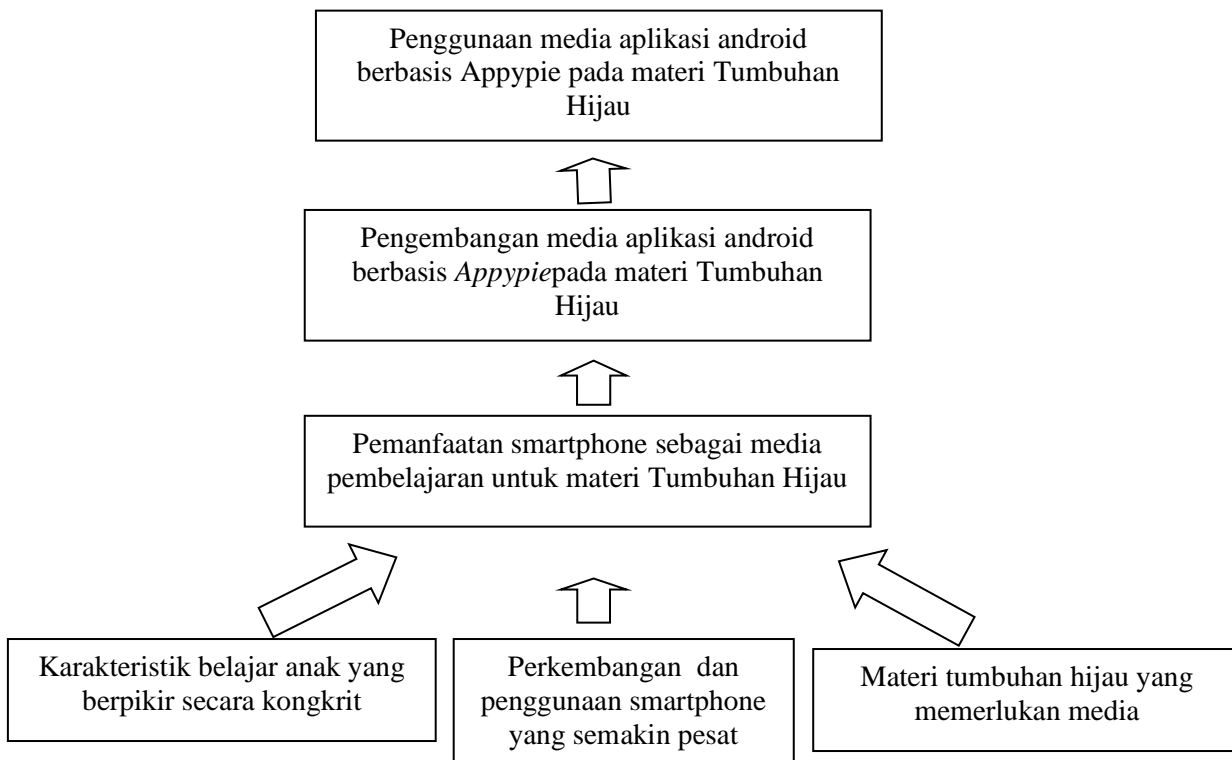 Penggunaan media aplikasi android
berbasis Appypie pada materi Tumbuhan
Hijau
Pengembangan media aplikasi android
berbasis Appypiepada materi Tumbuhan
Hijau
Pemanfaatan smartphone sebagai media
pembelajaran untuk materi Tumbuhan Hijau
Karakteristik belajar anak yang
berpikir secara kongkrit
Perkembangan dan
penggunaan smartphone
yang semakin pesat
Materi tumbuhan hijau yang
memerlukan media